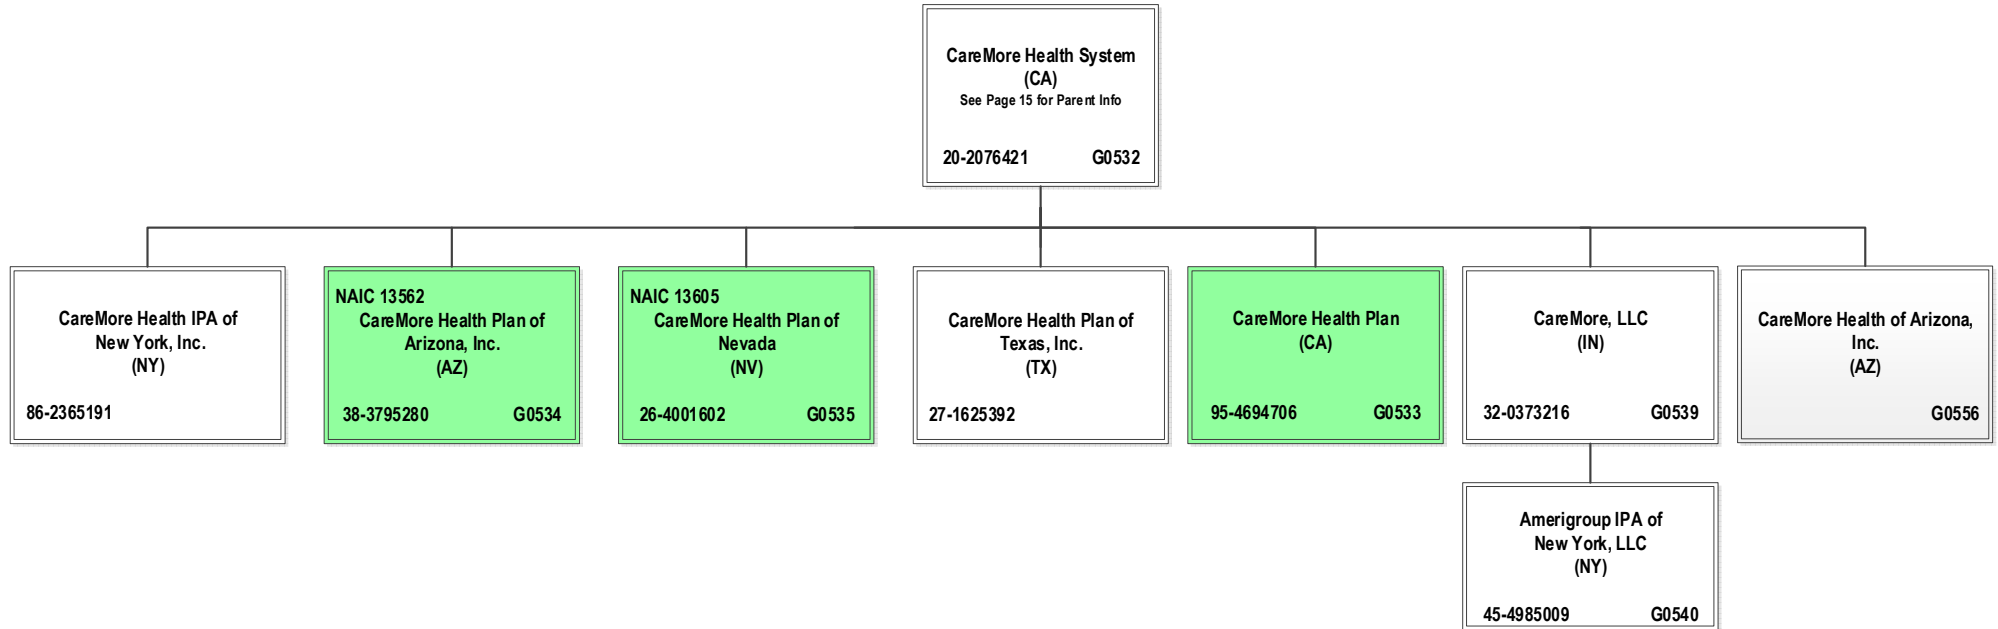 CareMore Health System
(CA)
See Page 15 for Parent Info
20-2076421 G0532
CareMore Health IPA of
New York, Inc.
(NY)
86-2365191
NAIC 13562
CareMore Health Plan of
Arizona, Inc.
(AZ)
38-3795280 G0534
NAIC 13605
CareMore Health Plan of
Nevada
(NV)
26-4001602 G0535
CareMore Health Plan of
Texas, Inc.
(TX)
27-1625392
CareMore Health Plan
(CA)
95-4694706 G0533
CareMore, LLC
(IN)
32-0373216 G0539
CareMore Health of Arizona,
Inc.
(AZ)
G0556
Amerigroup IPA of
New York, LLC
(NY)
45-4985009 G0540